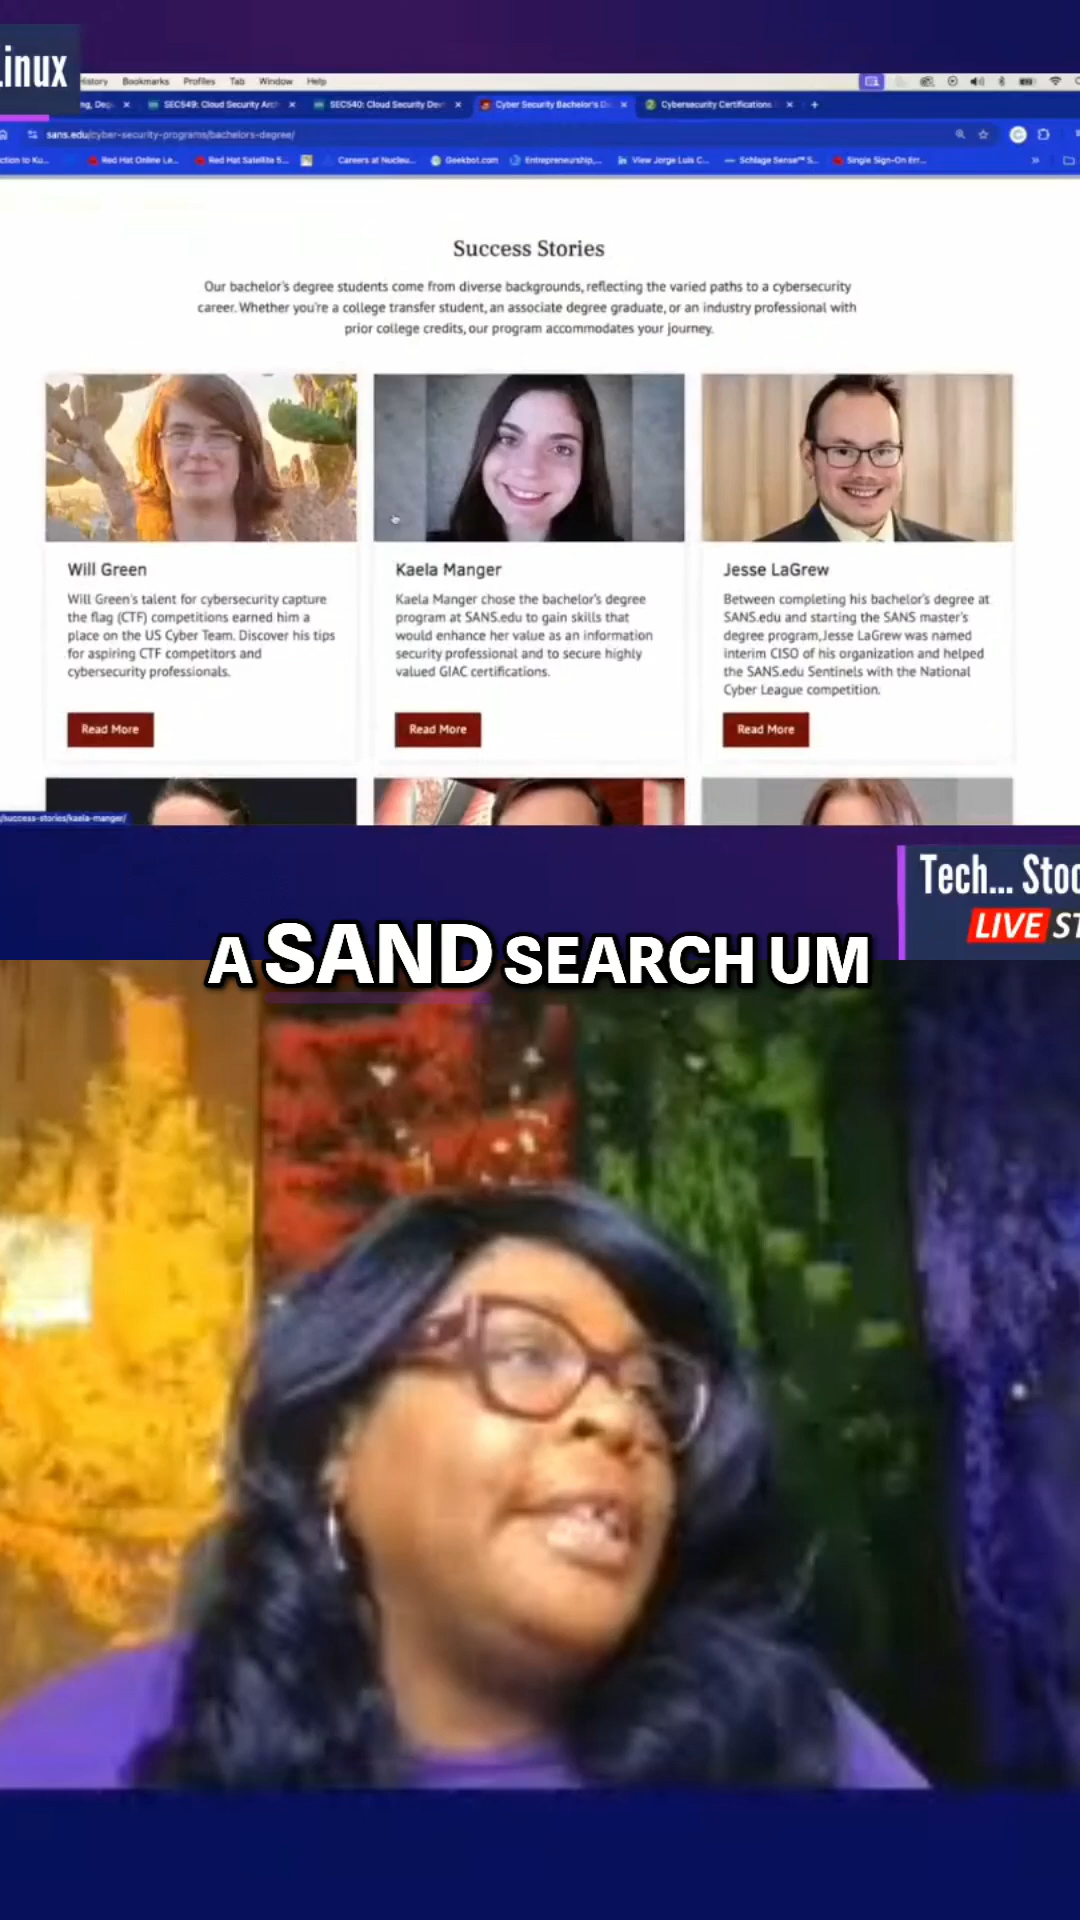 Linux
History Bookmarks Profiles Tab Window Help
SEC549: Cloud Security Arch
SEC540: Cloud Security Dev
Cyber Security Bachelor's D
Cybersecurity Certifications
sans.edu/cyber-security-programs/bachelors-degree/
ction to Ku...
Red Hat Online Le...
Red Hat Satellite 5...
Careers at Nucleu...
Geekbot.com
Entrepreneurship,...
View Jorge Luis C...
Schlage Sense™ S...
Single Sign-On Err...
Success Stories
Our bachelor's degree students come from diverse backgrounds, reflecting the varied paths to a cybersecurity
career. Whether you're a college transfer student, an associate degree graduate, or an industry professional with
prior college credits, our program accommodates your journey.
Will Green
Will Green's talent for cybersecurity capture
the flag (CTF) competitions earned him a
place on the US Cyber Team. Discover his tips
for aspiring CTF competitors and
cybersecurity professionals.
Read More
Kaela Manger
Kaela Manger chose the bachelor's degree
program at SANS.edu to gain skills that
would enhance her value as an information
security professional and to secure highly
valued GIAC certifications.
Read More
Jesse LaGrew
Between completing his bachelor's degree at
SANS.edu and starting the SANS master's
degree program, Jesse LaGrew was named
interim CISO of his organization and helped
the SANS.edu Sentinels with the National
Cyber League competition.
Read More
/success-stories/kaela-manger/
Tech... Stoc
LIVE ST
A SAND SEARCH UM